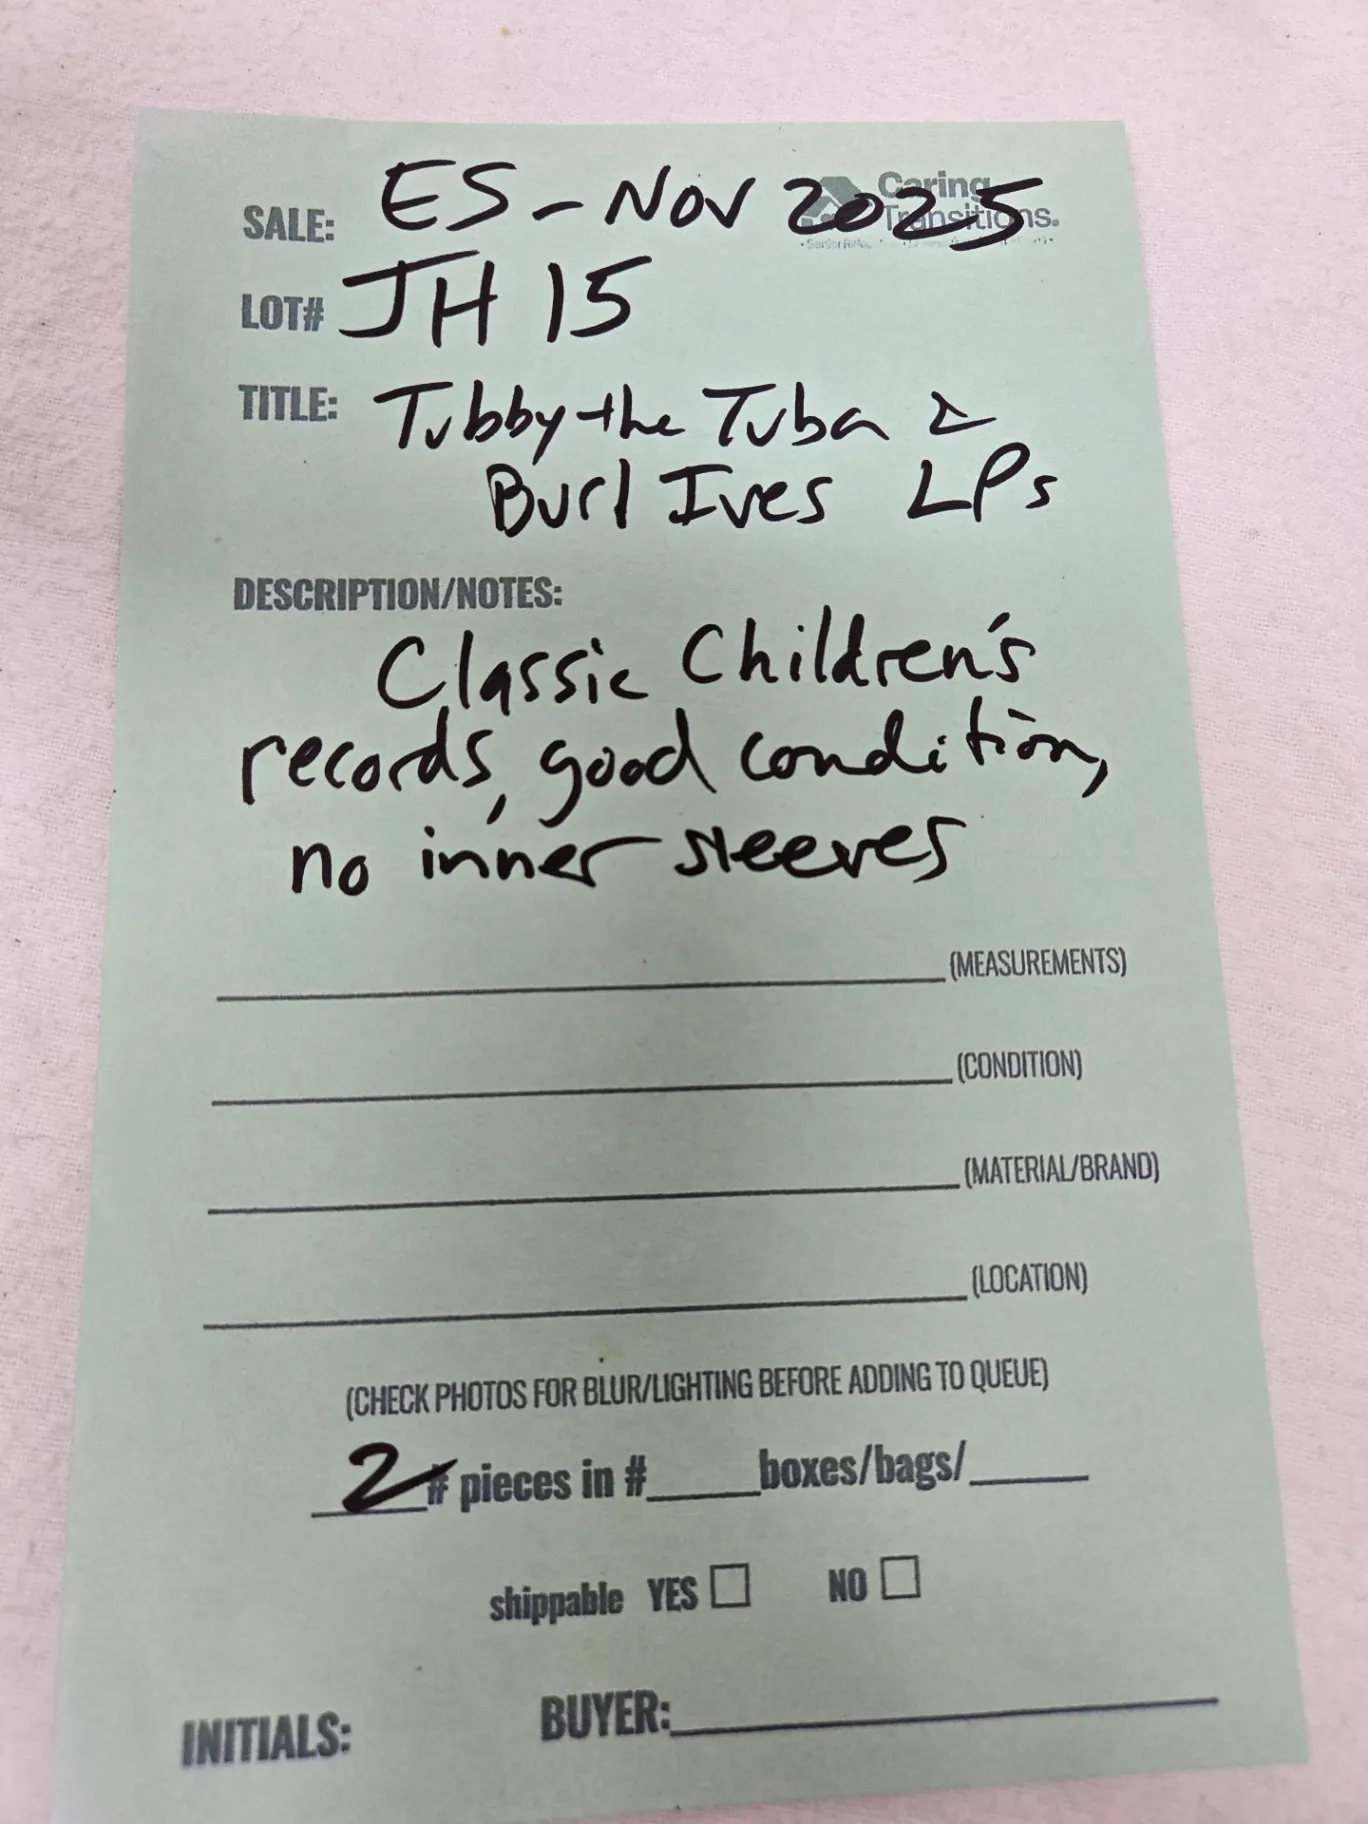 Caring
Transitions.
SALE: ES - Nov 2025
LOT# JH 15
TITLE: Tubby the Tuba &
Burl Ives LPs
DESCRIPTION/NOTES:
Classic Children's
records, good condition,
no inner sleeves
(MEASUREMENTS)
(CONDITION)
(MATERIAL/BRAND)
(LOCATION)
(CHECK PHOTOS FOR BLUR/LIGHTING BEFORE ADDING TO QUEUE)
2 # pieces in #_____boxes/bags/_____
shippable YES □ NO □
INITIALS: BUYER: